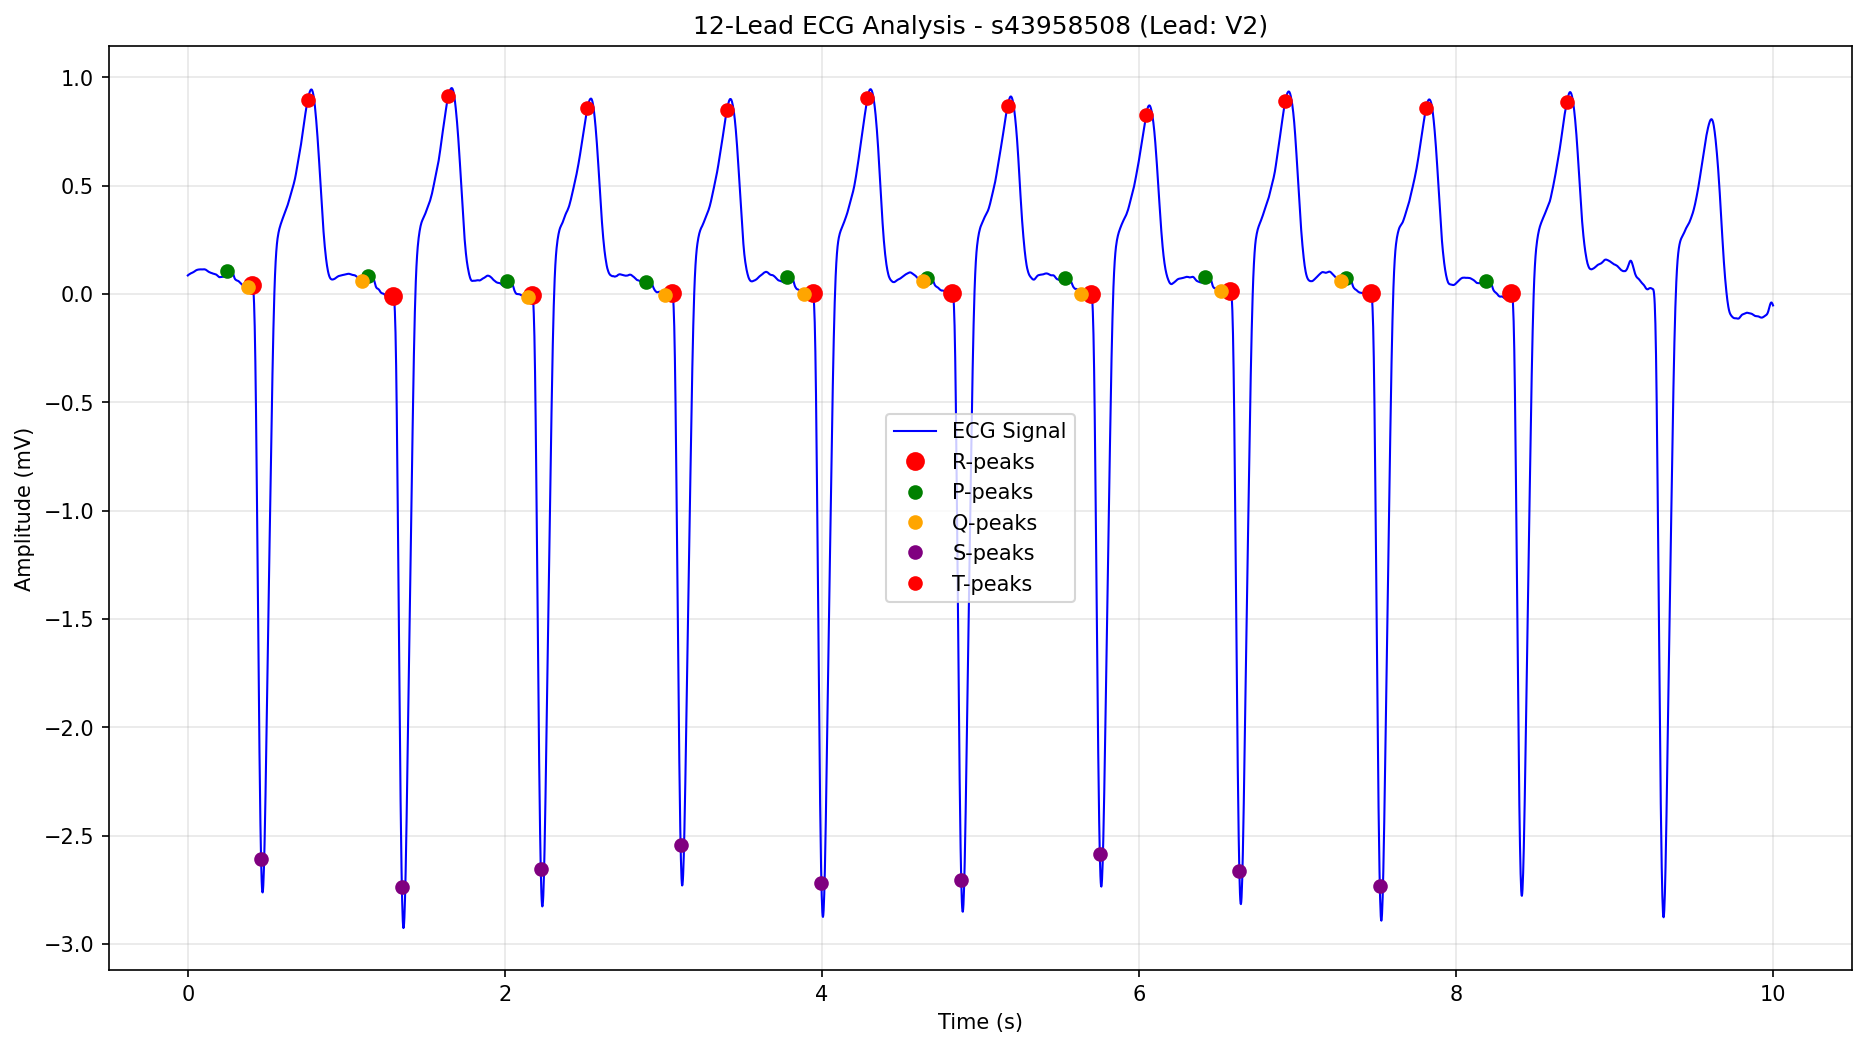 12-Lead ECG Analysis - s43958508 (Lead: V2)
Amplitude (mV)
1.0
0.5
0.0
−0.5
−1.0
−1.5
−2.0
−2.5
−3.0
ECG Signal
R-peaks
P-peaks
Q-peaks
S-peaks
T-peaks
0 2 4 6 8 10
Time (s)